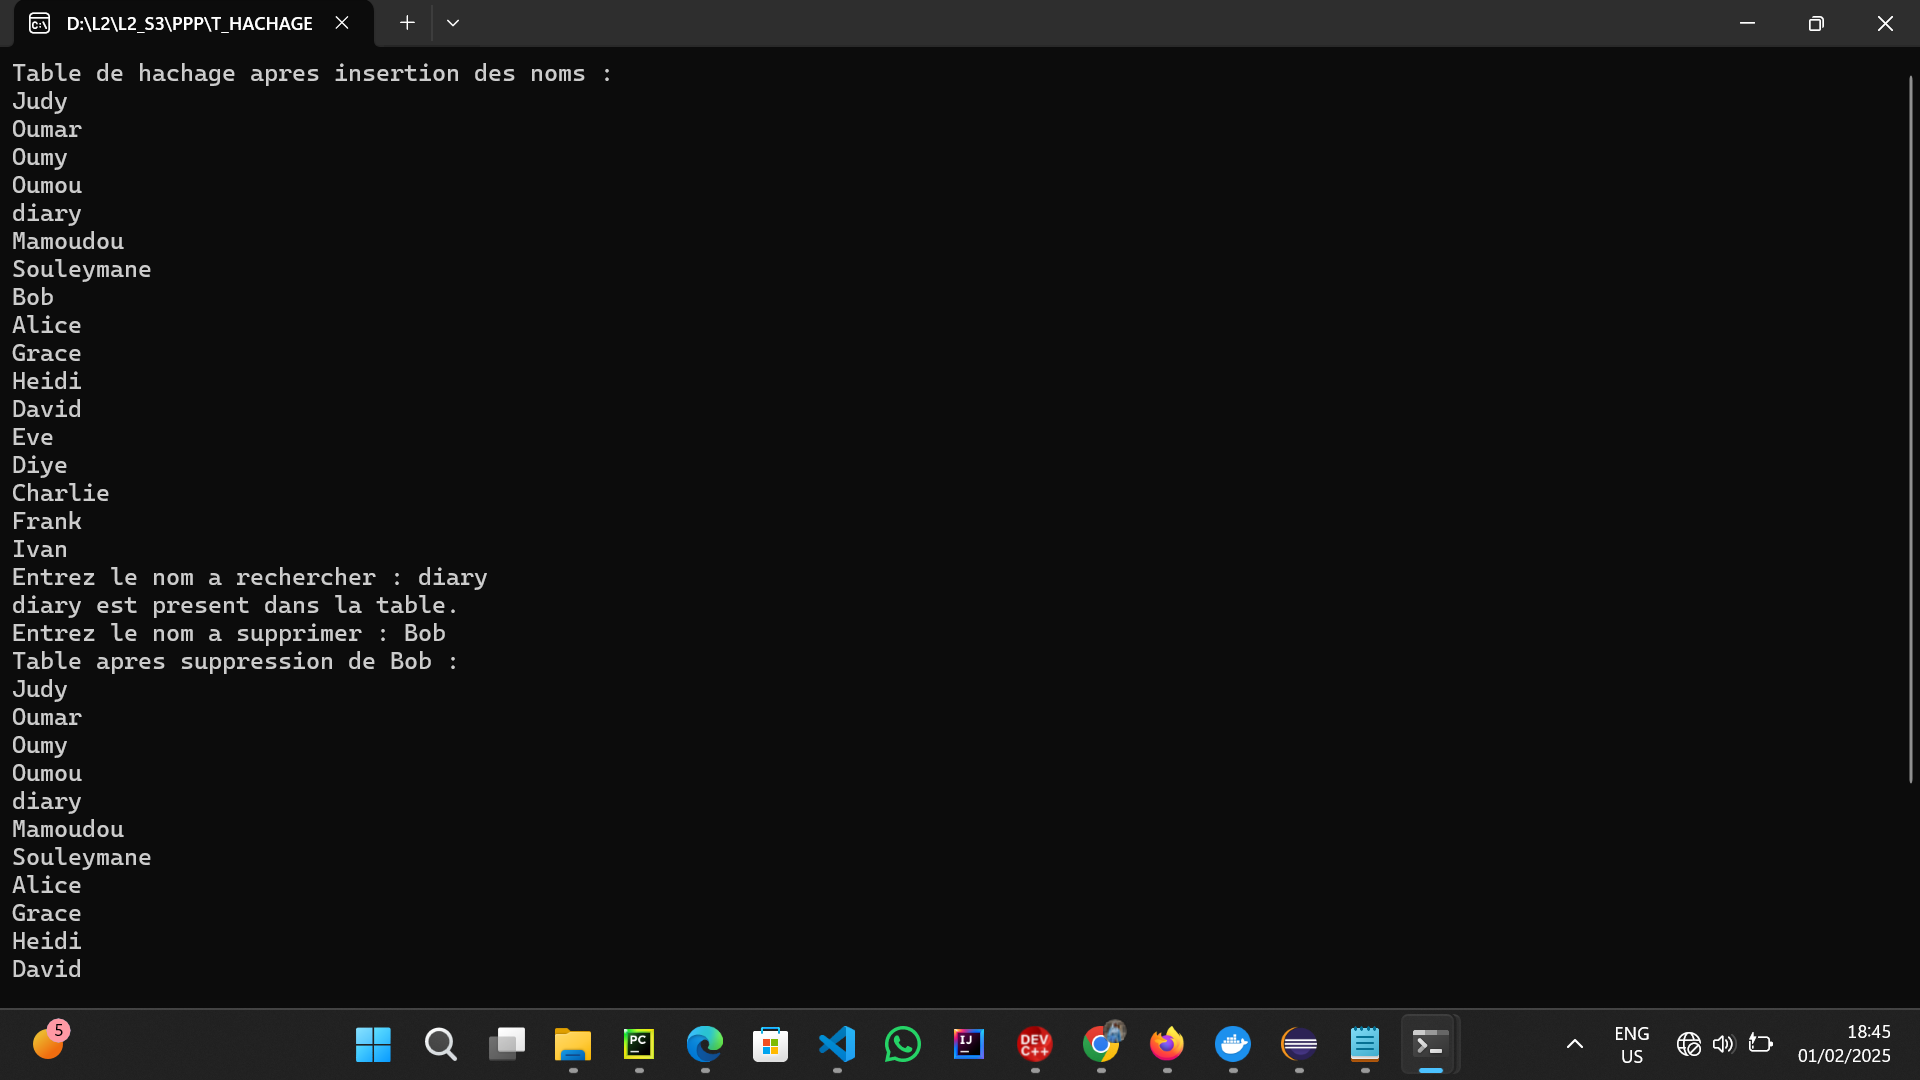 D:\L2\L2_S3\PPP\T_HACHAGE
Table de hachage apres insertion des noms :
Judy
Oumar
Oumy
Oumou
diary
Mamoudou
Souleymane
Bob
Alice
Grace
Heidi
David
Eve
Diye
Charlie
Frank
Ivan
Entrez le nom a rechercher : diary
diary est present dans la table.
Entrez le nom a supprimer : Bob
Table apres suppression de Bob :
Judy
Oumar
Oumy
Oumou
diary
Mamoudou
Souleymane
Alice
Grace
Heidi
David
5
PC
IJ
DEV
C++
ENG
US
18:45
01/02/2025